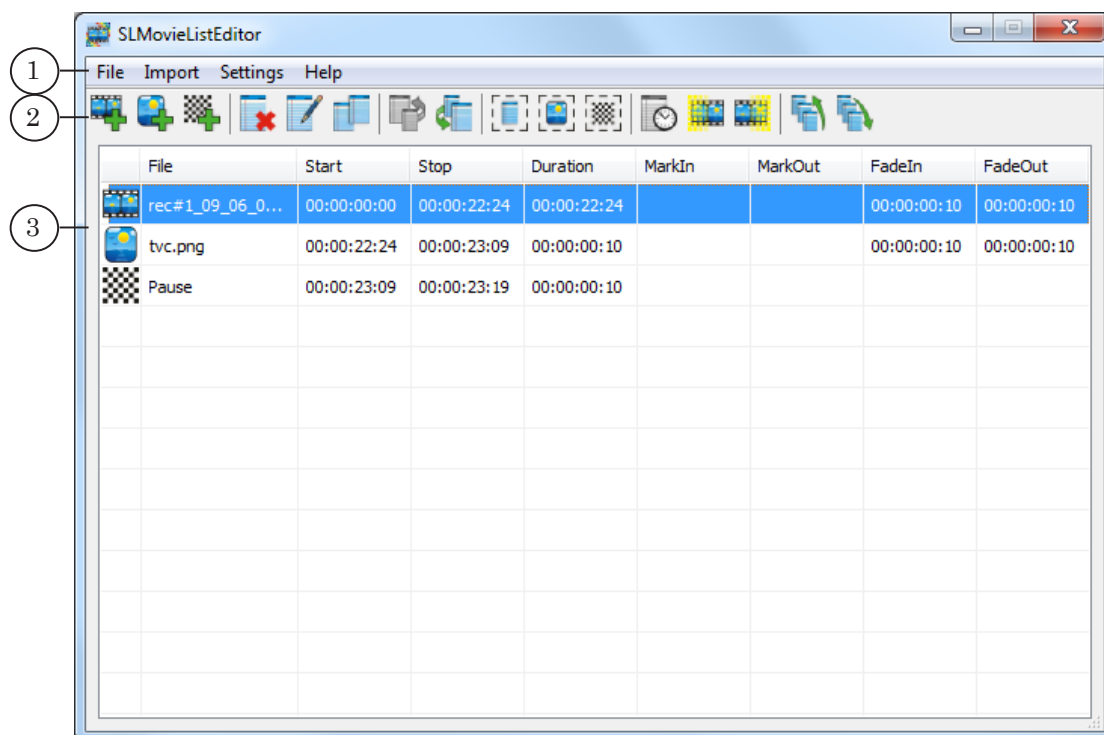 SLMovieListEditor
1
File Import Settings Help
2
File Start Stop Duration MarkIn MarkOut FadeIn FadeOut
3
rec#1_09_06_0... 00:00:00:00 00:00:22:24 00:00:22:24 00:00:00:10 00:00:00:10
tvc.png 00:00:22:24 00:00:23:09 00:00:00:10 00:00:00:10 00:00:00:10
Pause 00:00:23:09 00:00:23:19 00:00:00:10